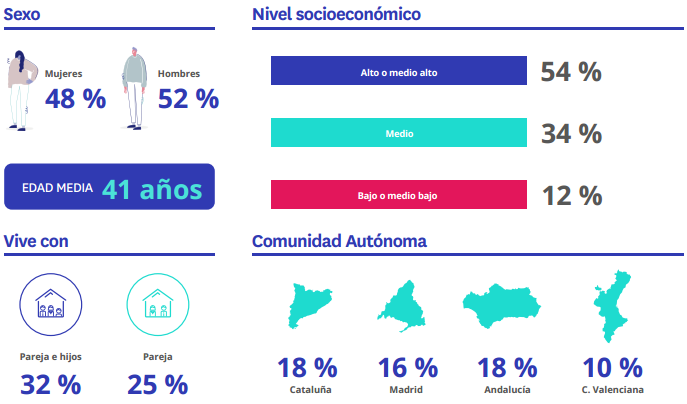 Sexo
Mujeres
48 %
Hombres
52 %
EDAD MEDIA 41 años
Nivel socioeconómico
Alto o medio alto
54 %
Medio
34 %
Bajo o medio bajo
12 %
Vive con
Pareja e hijos
32 %
Pareja
25 %
Comunidad Autónoma
18 %
Cataluña
16 %
Madrid
18 %
Andalucía
10 %
C. Valenciana